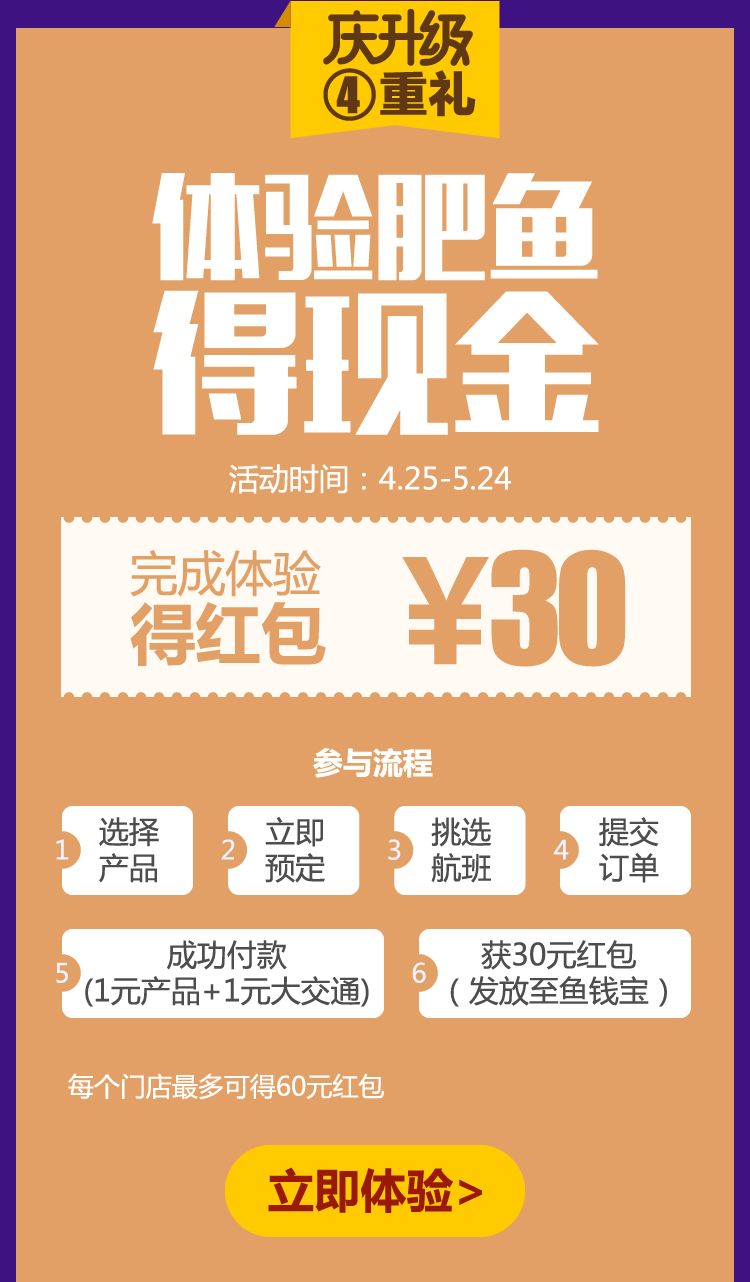 庆升级
④重礼
体验肥鱼
得现金
活动时间：4.25-5.24
完成体验
得红包
¥30
参与流程
1 选择
产品
2 立即
预定
3 挑选
航班
4 提交
订单
5 成功付款
(1元产品+1元大交通)
6 获30元红包
（发放至鱼钱宝）
每个门店最多可得60元红包
立即体验>